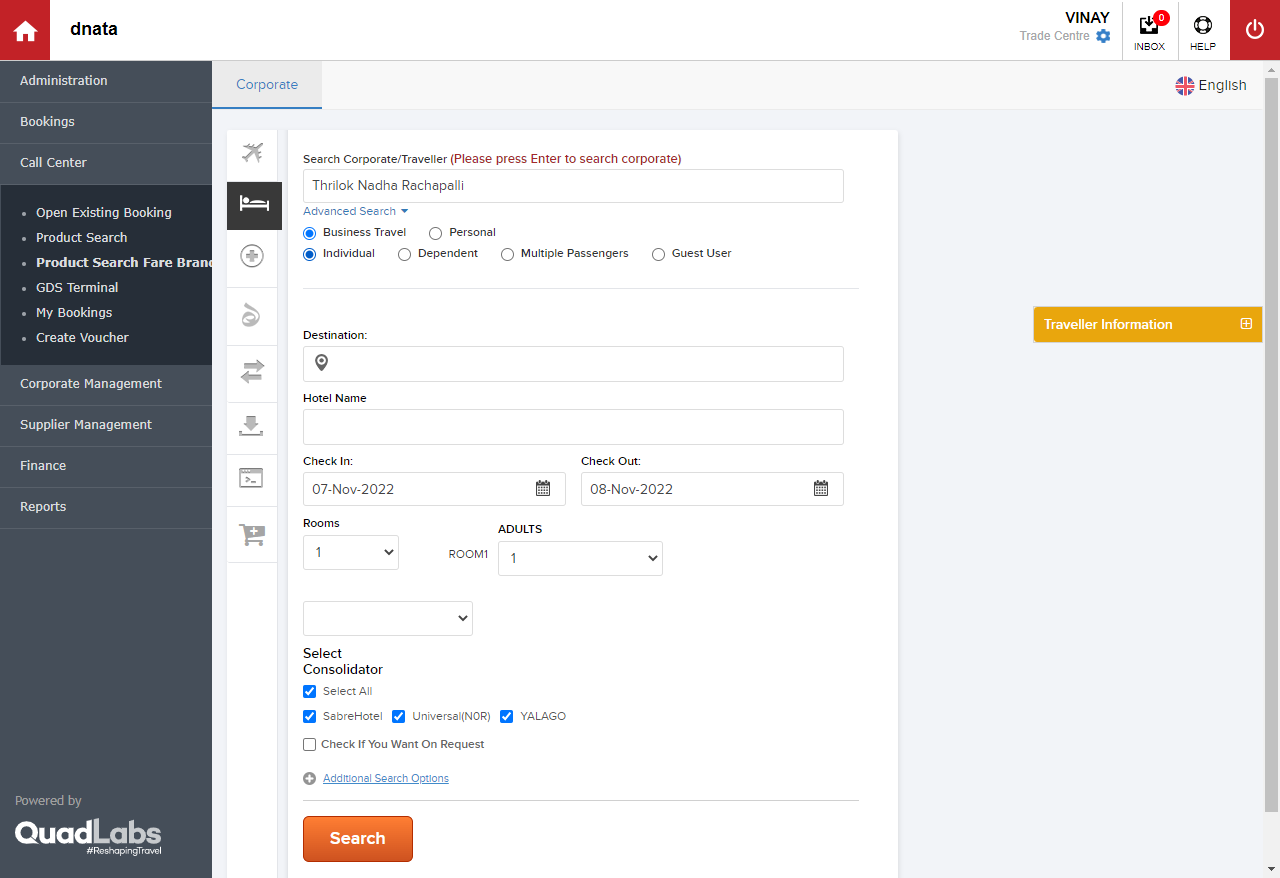 dnata
VINAY
Trade Centre
0
INBOX
HELP
Administration
Bookings
Call Center
Open Existing Booking
Product Search
Product Search Fare Bran
GDS Terminal
My Bookings
Create Voucher
Corporate Management
Supplier Management
Finance
Reports
Powered by
QuadLabs
#ReshapingTravel
Corporate
English
Search Corporate/Traveller (Please press Enter to search corporate)
Thrilok Nadha Rachapalli
Advanced Search
Business Travel Personal
Individual Dependent Multiple Passengers Guest User
Traveller Information
Destination:
Hotel Name
Check In: Check Out:
07-Nov-2022 08-Nov-2022
Rooms ADULTS
1 ROOM1 1
Select
Consolidator
Select All
SabreHotel Universal(N0R) YALAGO
Check If You Want On Request
Additional Search Options
Search